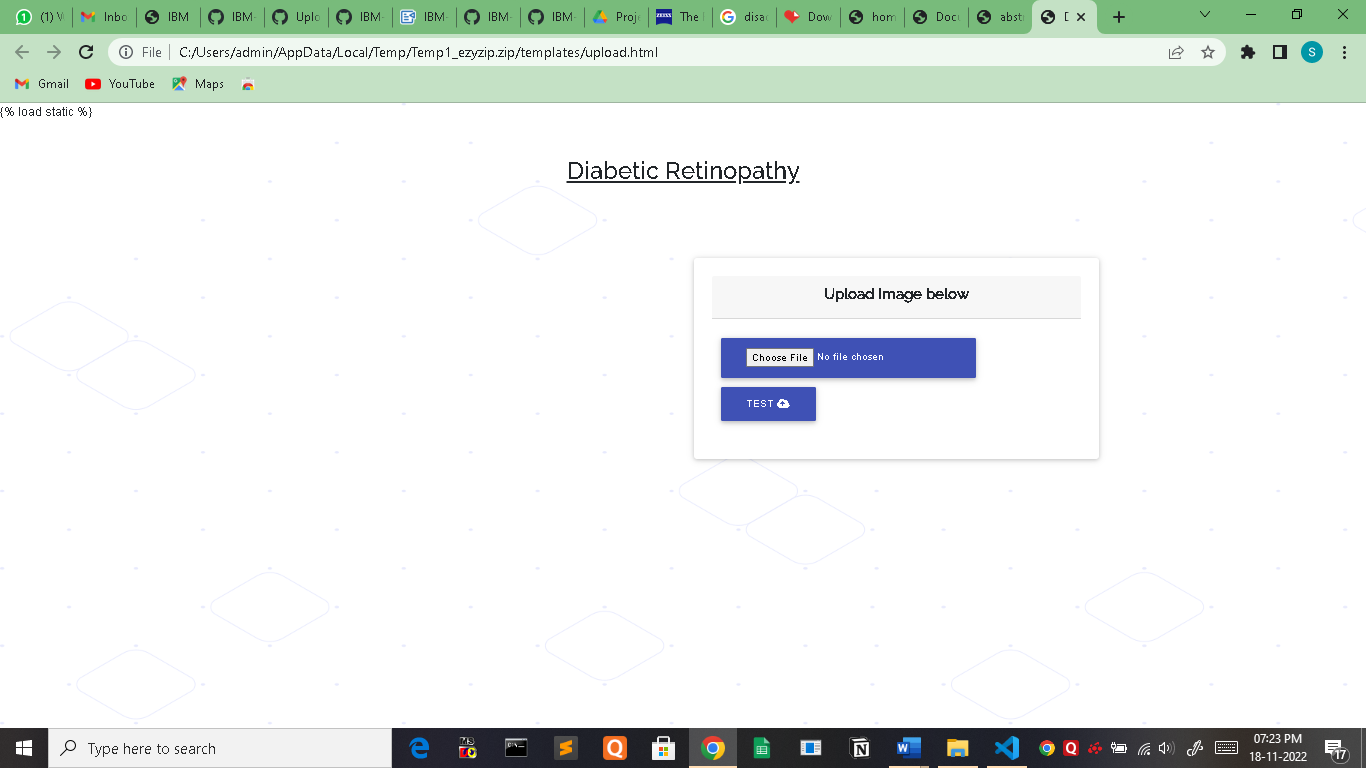 (1) V
Inbo
IBM
IBM-
Uplo
IBM-
IBM-
IBM-
IBM-
Proje
The I
disa
Dow
hom
Docu
abst
File
C:/Users/admin/AppData/Local/Temp/Temp1_ezyzip.zip/templates/upload.html
S
Gmail
YouTube
Maps
{% load static %}
Diabetic Retinopathy
Upload Image below
Choose File No file chosen
TEST
Type here to search
07:23 PM
18-11-2022
17